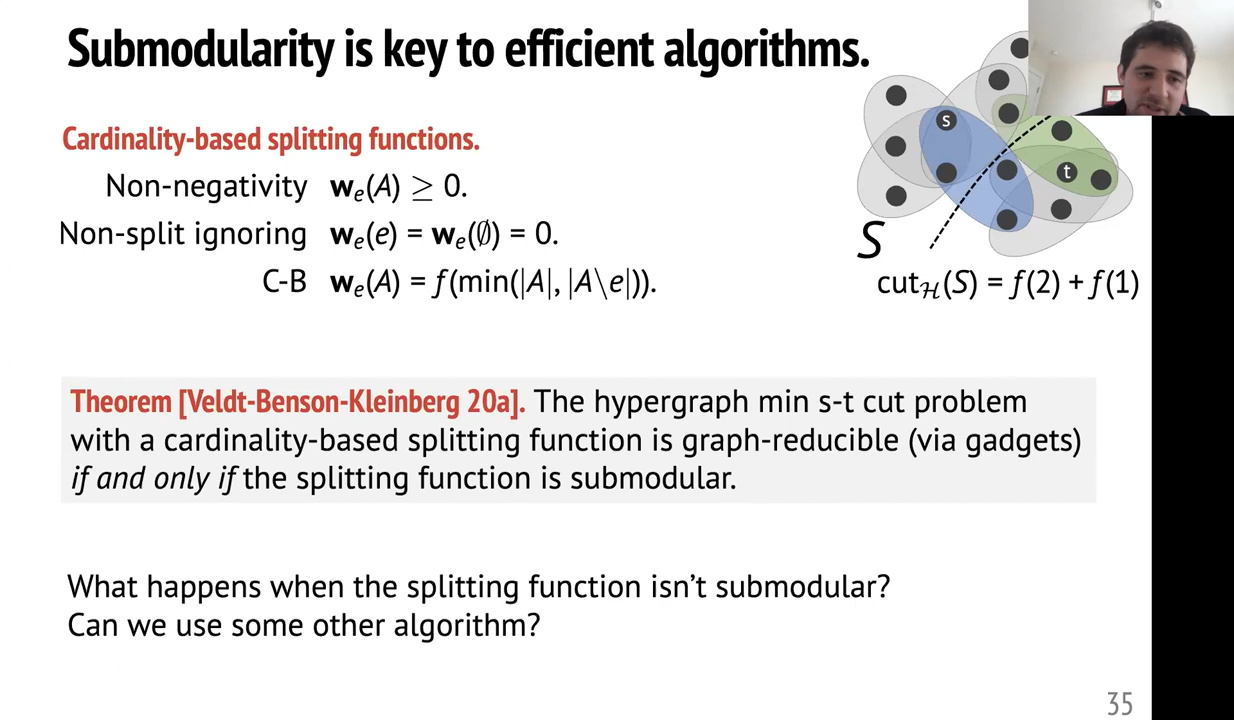 Submodularity is key to efficient algorithms.
Cardinality-based splitting functions.
Non-negativity w_e(A) ≥ 0.
Non-split ignoring w_e(e) = w_e(∅) = 0.
C-B w_e(A) = f(min(|A|, |A\e|)).
s
t
S
cut_ℋ(S) = f(2) + f(1)
Theorem [Veldt-Benson-Kleinberg 20a]. The hypergraph min s-t cut problem
with a cardinality-based splitting function is graph-reducible (via gadgets)
if and only if the splitting function is submodular.
What happens when the splitting function isn’t submodular?
Can we use some other algorithm?
35